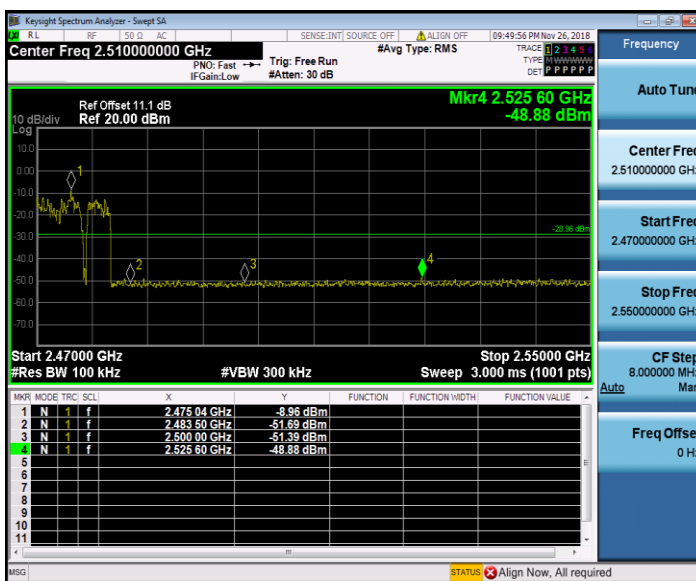 Keysight Spectrum Analyzer - Swept SA
RL RF 50 Ω AC SENSE:INT SOURCE OFF ALIGN OFF 09:49:56 PM Nov 26, 2018
Center Freq 2.510000000 GHz #Avg Type: RMS TRACE 1 2 3 4 5 6
PNO: Fast Trig: Free Run TYPE M WWWWW
IFGain:Low #Atten: 30 dB DET P P P P P P
Mkr4 2.525 60 GHz
Ref Offset 11.1 dB
10 dB/div Ref 20.00 dBm -48.88 dBm
Log
10.0
0.00
-10.0
-20.0
-30.0
-40.0
-50.0
-60.0
-70.0
1
2
3
4
-28.96 dBm
Start 2.47000 GHz Stop 2.55000 GHz
#Res BW 100 kHz #VBW 300 kHz Sweep 3.000 ms (1001 pts)
MKR MODE TRC SCL X Y FUNCTION FUNCTION WIDTH FUNCTION VALUE
1 N 1 f 2.475 04 GHz -8.96 dBm
2 N 1 f 2.483 50 GHz -51.69 dBm
3 N 1 f 2.500 00 GHz -51.39 dBm
4 N 1 f 2.525 60 GHz -48.88 dBm
5
6
7
8
9
10
11
MSG STATUS Align Now, All required
Frequency
Auto Tune
Center Freq
2.510000000 GHz
Start Freq
2.470000000 GHz
Stop Freq
2.550000000 GHz
CF Step
8.000000 MHz
Auto Man
Freq Offset
0 Hz